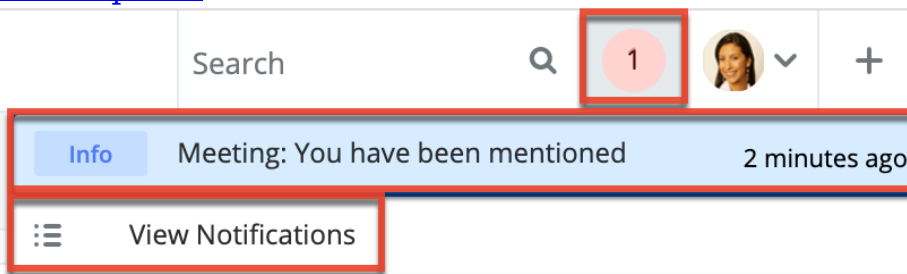 Search
1
Info Meeting: You have been mentioned 2 minutes ago
View Notifications